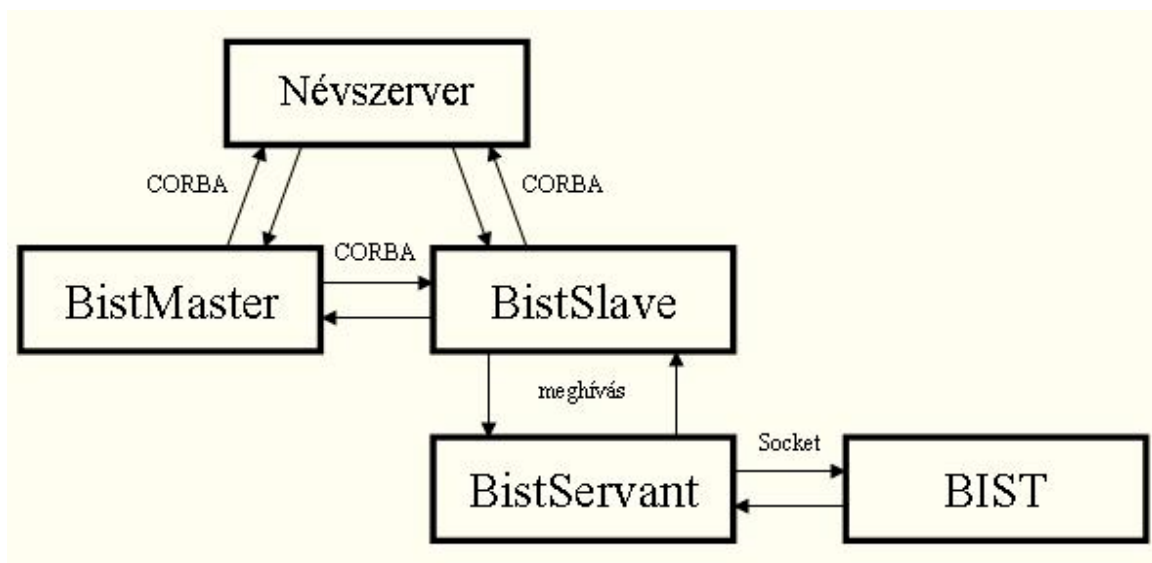 Névszerver
CORBA
CORBA
CORBA
BistMaster
BistSlave
meghívás
Socket
BistServant
BIST